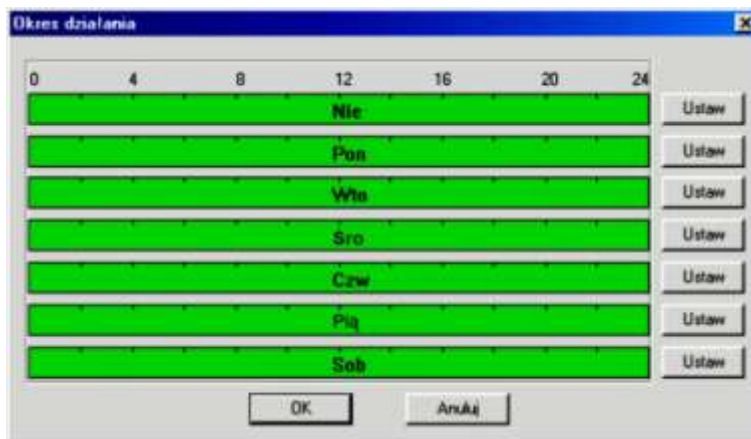 Okres działania
0 4 8 12 16 20 24
Nie Ustaw
Pon Ustaw
Wto Ustaw
Śro Ustaw
Czw Ustaw
Pią Ustaw
Sob Ustaw
OK Anuluj